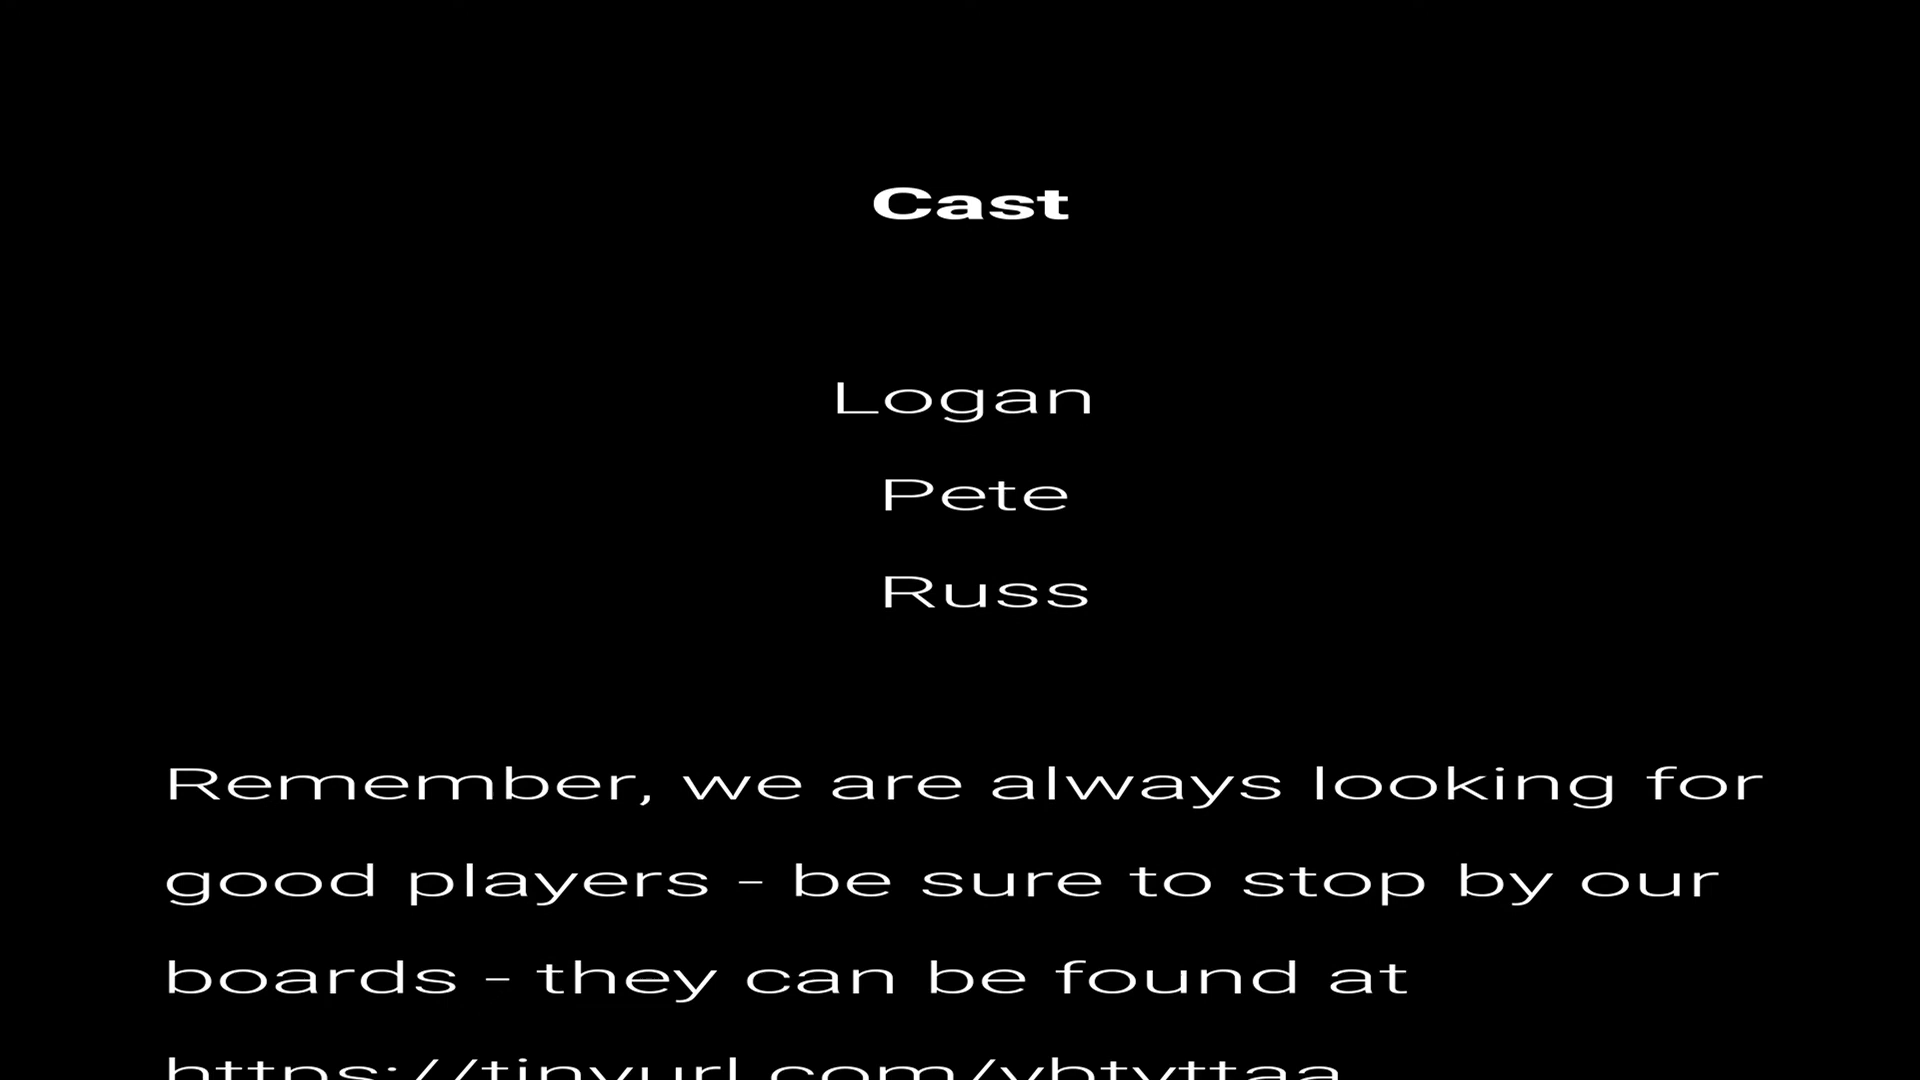 Cast
Logan
Pete
Russ
Remember, we are always looking for
good players - be sure to stop by our
boards - they can be found at